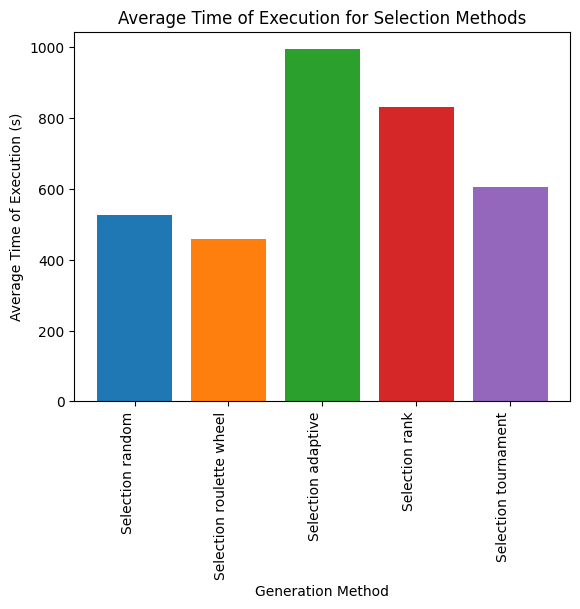 Average Time of Execution for Selection Methods
Average Time of Execution (s)
1000
800
600
400
200
0
Selection random
Selection roulette wheel
Selection adaptive
Selection rank
Selection tournament
Generation Method